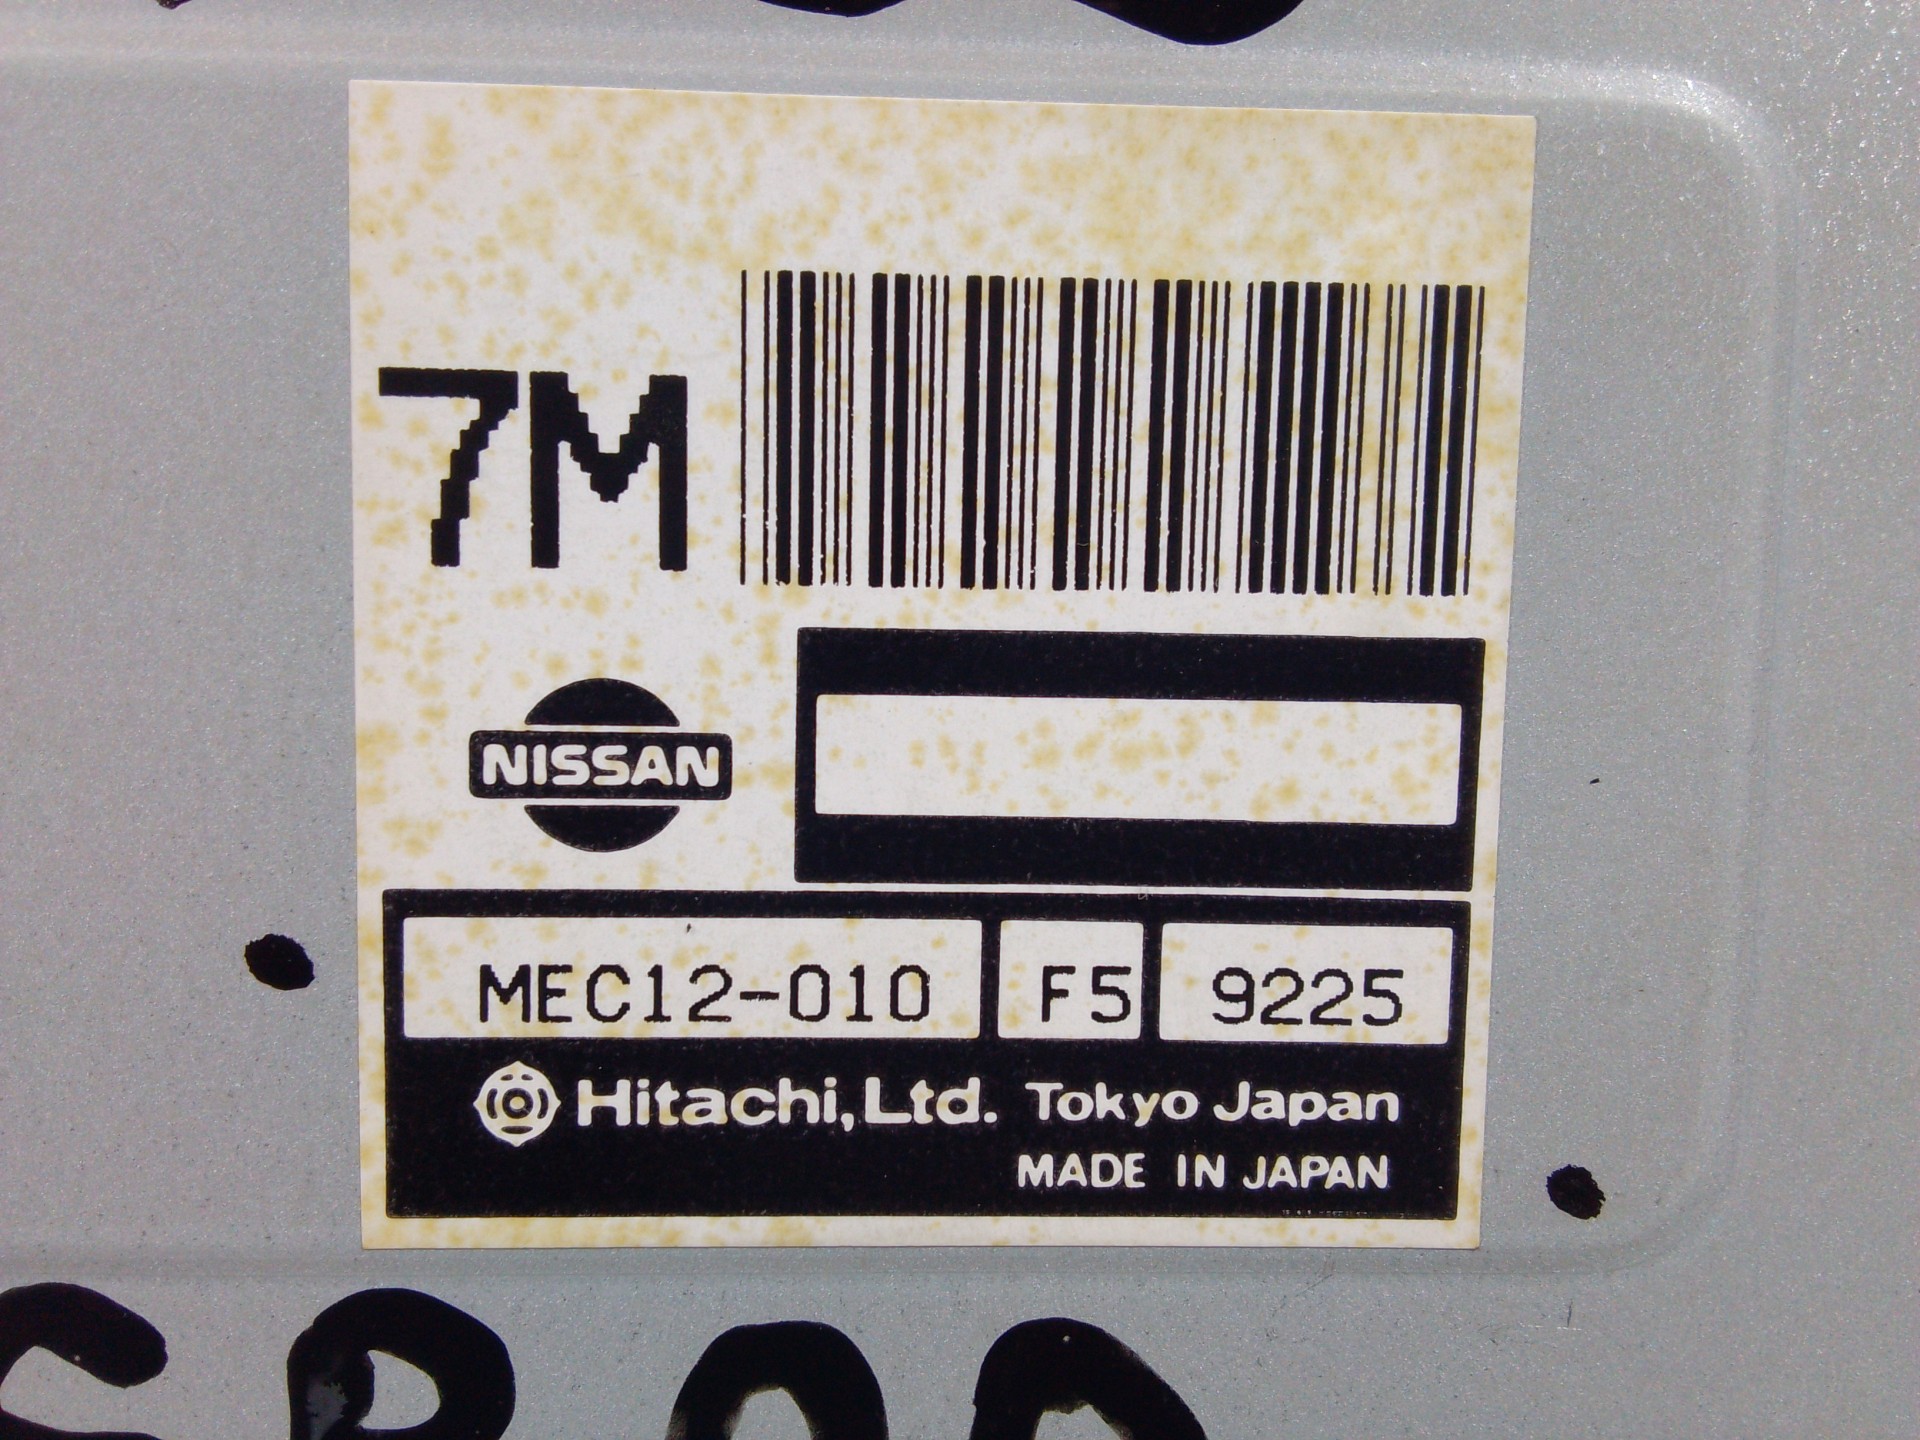 7M
NISSAN
MEC12-010 F5 9225
Hitachi, Ltd. Tokyo Japan
MADE IN JAPAN